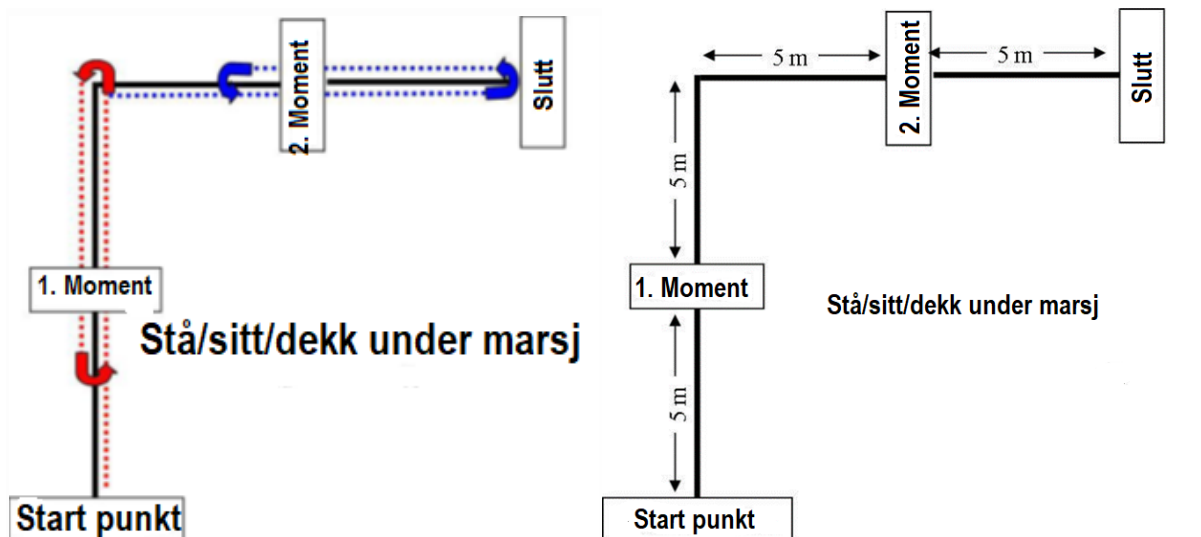 2. Moment
Slutt
1. Moment
Stå/sitt/dekk under marsj
Start punkt
5 m
5 m
2. Moment
Slutt
5 m
1. Moment
Stå/sitt/dekk under marsj
5 m
Start punkt